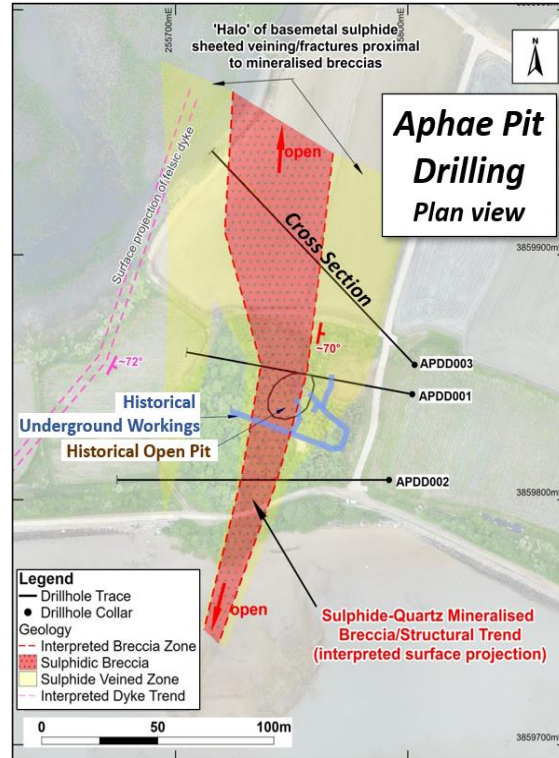 255700mE
255800mE
'Halo' of basemetal sulphide
sheeted veining/fractures proximal
to mineralised breccias
N
Aphae Pit
Drilling
Plan view
open
Surface projection of felsic dyke
Cross Section
3859900mN
~70°
~72°
APDD003
APDD001
Historical
Underground Workings
Historical Open Pit
APDD002
3859800mN
open
Sulphide-Quartz Mineralised
Breccia/Structural Trend
(interpreted surface projection)
Legend
Drillhole Trace
Drillhole Collar
Geology
Interpreted Breccia Zone
Sulphidic Breccia
Sulphide Veined Zone
Interpreted Dyke Trend
0 50 100m
3859700mN